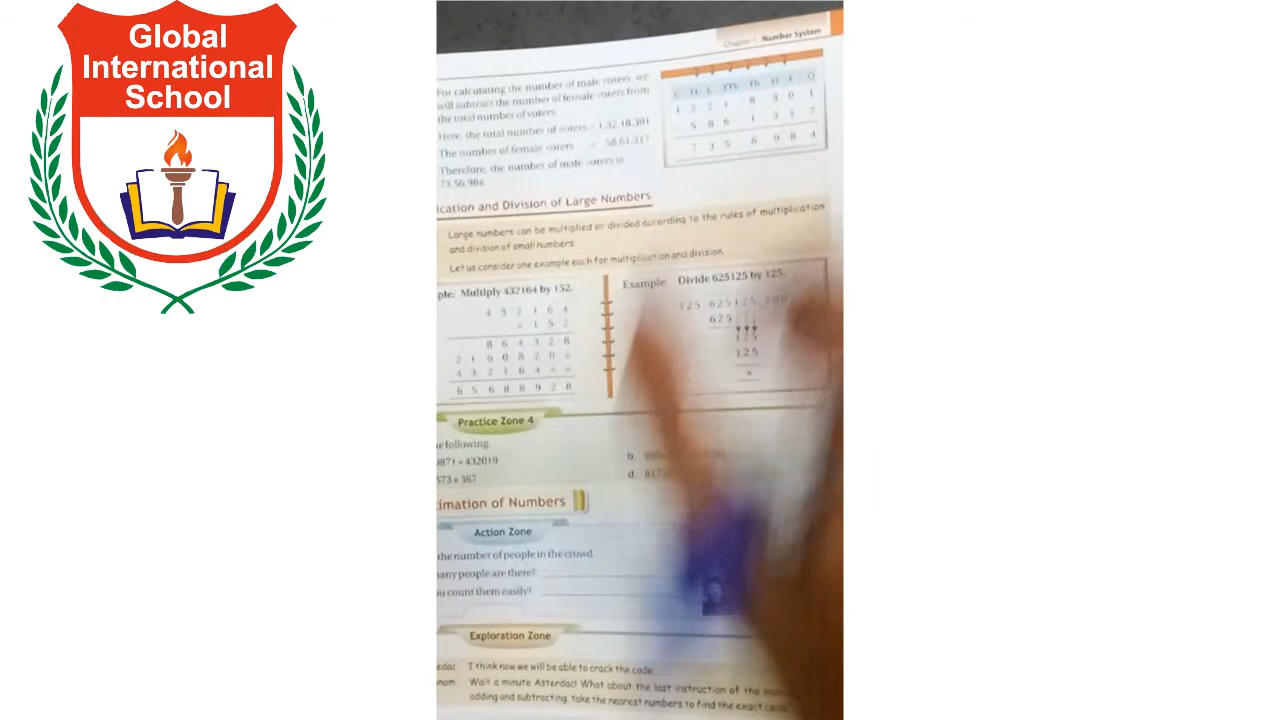 Global
International
School
Chapter Number System
For calculating the number of male voters, we
will subtract the number of female voters from
the total number of voters.
Here, the total number of voters = 1,32,18,301
The number of female voters = 58,61,317
Therefore, the number of male voters is
73,56,984.
C TL L TTh Th H T O
1 3 2 1 8 3 0 1
- 5 8 6 1 3 1 7
7 3 5 6 9 8 4
ication and Division of Large Numbers
Large numbers can be multiplied or divided according to the rules of multiplication
and division of small numbers.
Let us consider one example each for multiplication and division.
ple: Multiply 432164 by 152.
4 3 2 1 6 4
× 1 5 2
8 6 4 3 2 8
2 1 6 0 8 2 0 ×
4 3 2 1 6 4 × ×
6 5 6 8 8 9 2 8
Example: Divide 625125 by 125.
125 625125
625
125
125
×
Practice Zone 4
e following.
9871 ÷ 432019
b.
573 + 367
d.
timation of Numbers
Action Zone
the number of people in the crowd.
any people are there?
ou count them easily?
Exploration Zone
edac I think now we will be able to crack the code.
Wait a minute Asterdac! What about the last instruction of the
adding and subtracting, take the nearest numbers to find the exact